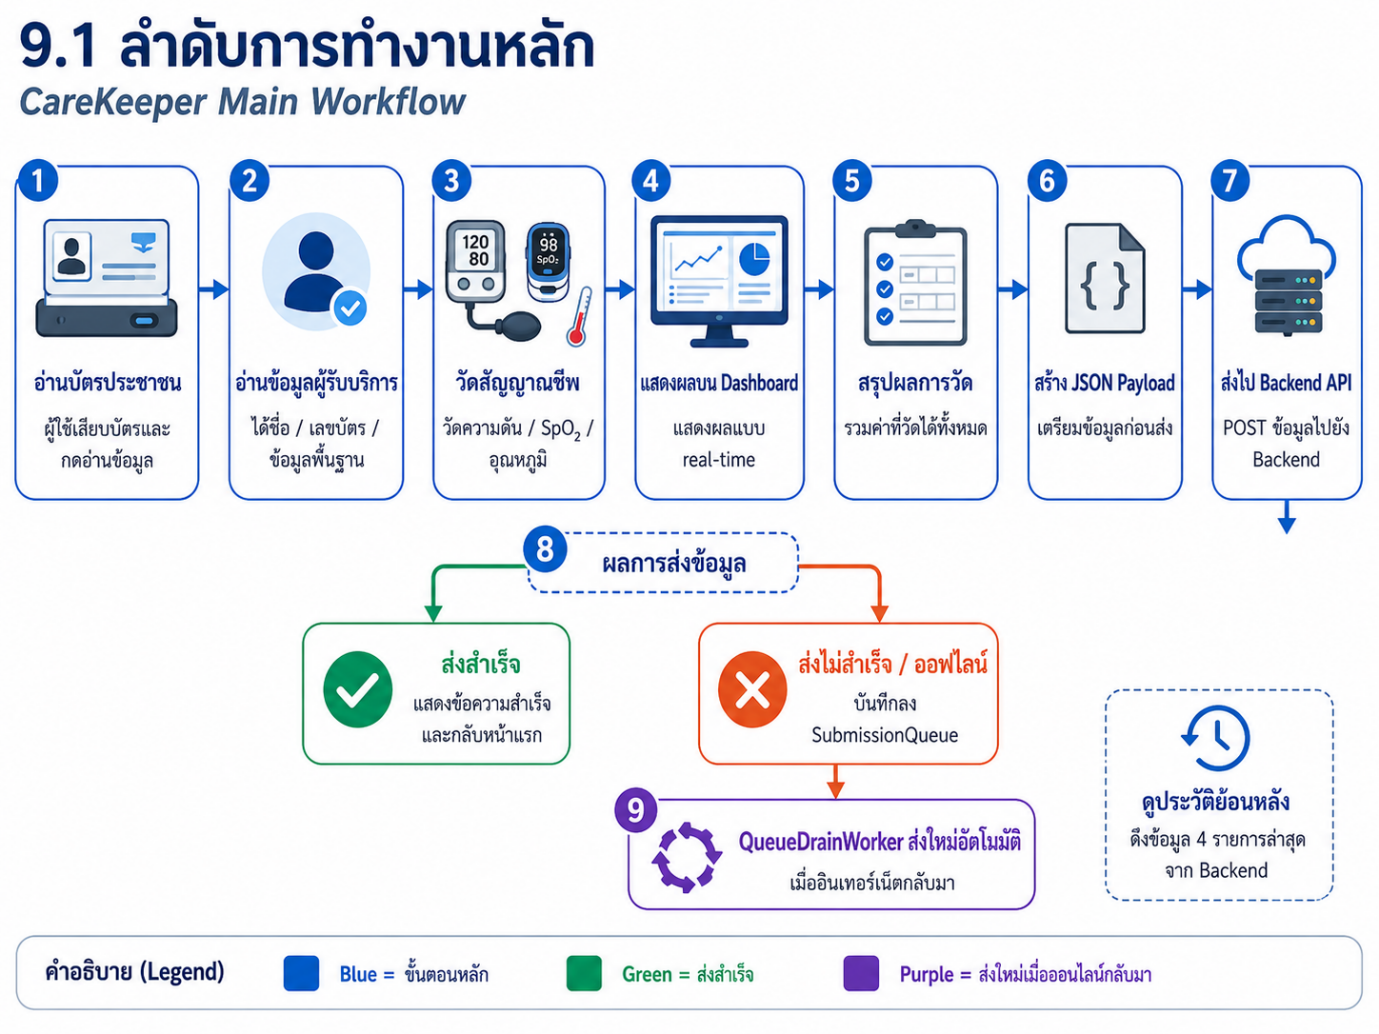 9.1 ลำดับการทำงานหลัก
CareKeeper Main Workflow
1
อ่านบัตรประชาชน
ผู้ใช้เสียบบัตรและ
กดอ่านข้อมูล
2
อ่านข้อมูลผู้รับบริการ
ได้ชื่อ / เลขบัตร /
ข้อมูลพื้นฐาน
3
120
80
98
SpO₂
วัดสัญญาณชีพ
วัดความดัน / SpO₂ /
อุณหภูมิ
4
แสดงผลบน Dashboard
แสดงผลแบบ
real-time
5
สรุปผลการวัด
รวมค่าที่วัดได้ทั้งหมด
6
{ }
สร้าง JSON Payload
เตรียมข้อมูลก่อนส่ง
7
ส่งไป Backend API
POST ข้อมูลไปยัง
Backend
8
ผลการส่งข้อมูล
ส่งสำเร็จ
แสดงข้อความสำเร็จ
และกลับหน้าแรก
ส่งไม่สำเร็จ / ออฟไลน์
บันทึกลง
SubmissionQueue
9
QueueDrainWorker ส่งใหม่อัตโนมัติ
เมื่ออินเทอร์เน็ตกลับมา
ดูประวัติย้อนหลัง
ดึงข้อมูล 4 รายการล่าสุด
จาก Backend
คำอธิบาย (Legend)
Blue = ขั้นตอนหลัก
Green = ส่งสำเร็จ
Purple = ส่งใหม่เมื่อออนไลน์กลับมา